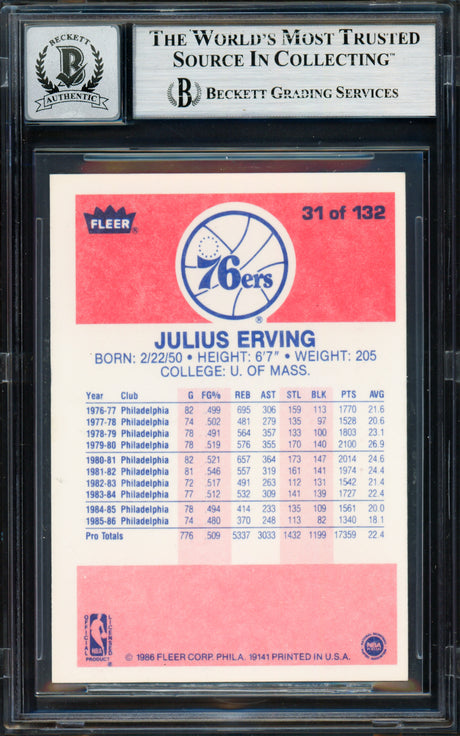 BECKETT
B
AUTHENTIC
THE WORLD'S MOST TRUSTED
SOURCE IN COLLECTING™
B BECKETT GRADING SERVICES
FLEER®
31 of 132
76ers
®
JULIUS ERVING
BORN: 2/22/50 • HEIGHT: 6'7" • WEIGHT: 205
COLLEGE: U. OF MASS.
Year Club G FG% REB AST STL BLK PTS AVG
1976-77 Philadelphia 82 .499 695 306 159 113 1770 21.6
1977-78 Philadelphia 74 .502 481 279 135 97 1528 20.6
1978-79 Philadelphia 78 .491 564 357 133 100 1803 23.1
1979-80 Philadelphia 78 .519 576 355 170 140 2100 26.9
1980-81 Philadelphia 82 .521 657 364 173 147 2014 24.6
1981-82 Philadelphia 81 .546 557 319 161 141 1974 24.4
1982-83 Philadelphia 72 .517 491 263 112 131 1542 21.4
1983-84 Philadelphia 77 .512 532 309 141 139 1727 22.4
1984-85 Philadelphia 78 .494 414 233 135 109 1561 20.0
1985-86 Philadelphia 74 .480 370 248 113 82 1340 18.1
Pro Totals 776 .509 5337 3033 1432 1199 17359 22.4
OFFICIAL LICENSED
NBA
PRODUCT
© 1986 FLEER CORP. PHILA. 19141 PRINTED IN U.S.A.
NBA